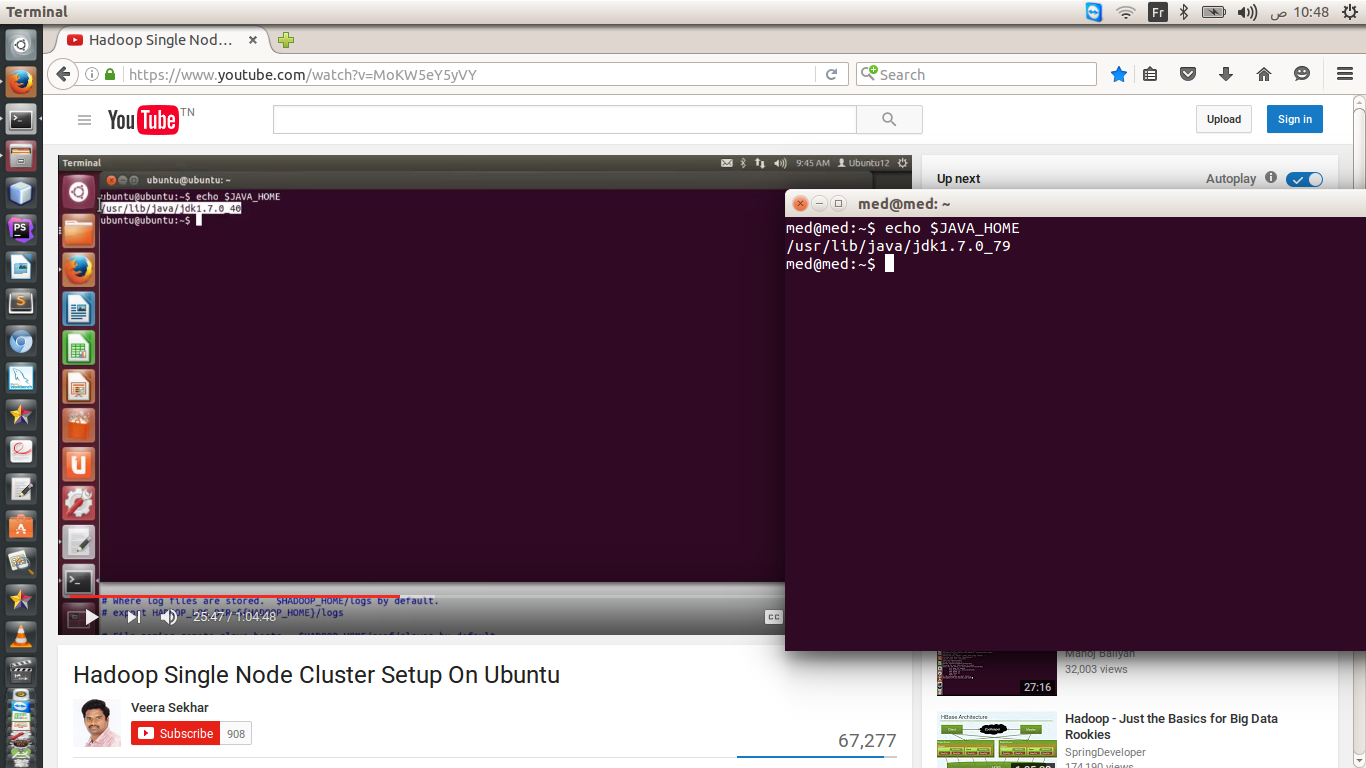 Terminal
Fr
10:48 ص
Hadoop Single Nod...
https://www.youtube.com/watch?v=MoKW5eY5yVY
Search
YouTube TN
Upload
Sign in
Terminal
9:45 AM Ubuntu12
ubuntu@ubuntu: ~
ubuntu@ubuntu:~$ echo $JAVA_HOME
/usr/lib/java/jdk1.7.0_40
ubuntu@ubuntu:~$
# Where log files are stored. $HADOOP_HOME/logs by default.
25:47 / 1:04:48
CC
Up next
Autoplay
med@med: ~
med@med:~$ echo $JAVA_HOME
/usr/lib/java/jdk1.7.0_79
med@med:~$
Hadoop Single Node Cluster Setup On Ubuntu
Veera Sekhar
Subscribe 908
67,277
Manoj Baliyan
32,003 views
27:16
Hadoop - Just the Basics for Big Data
Rookies
SpringDeveloper
174,190 views
HBase Architecture